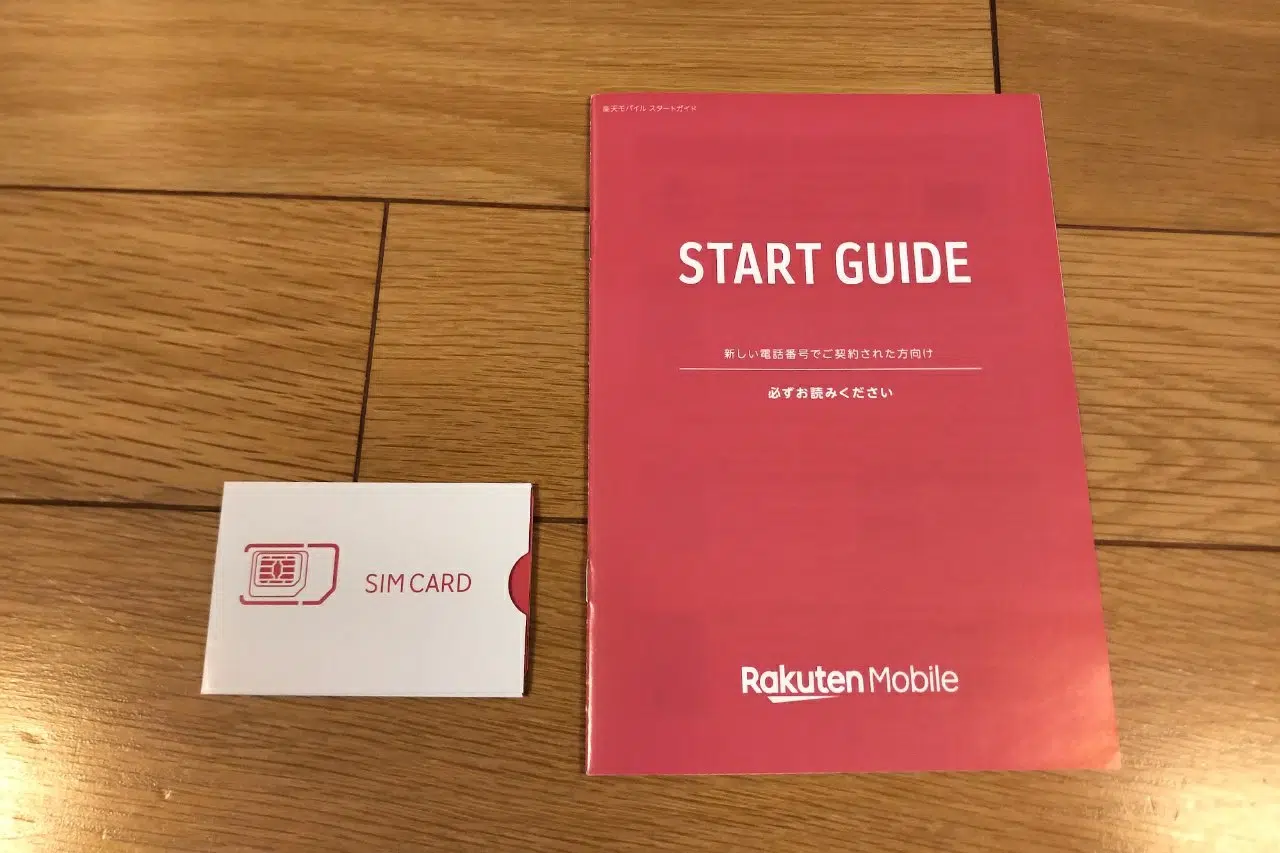 楽天モバイル スタートガイド
START GUIDE
新しい電話番号でご契約された方向け
必ずお読みください
Rakuten Mobile
SIM CARD